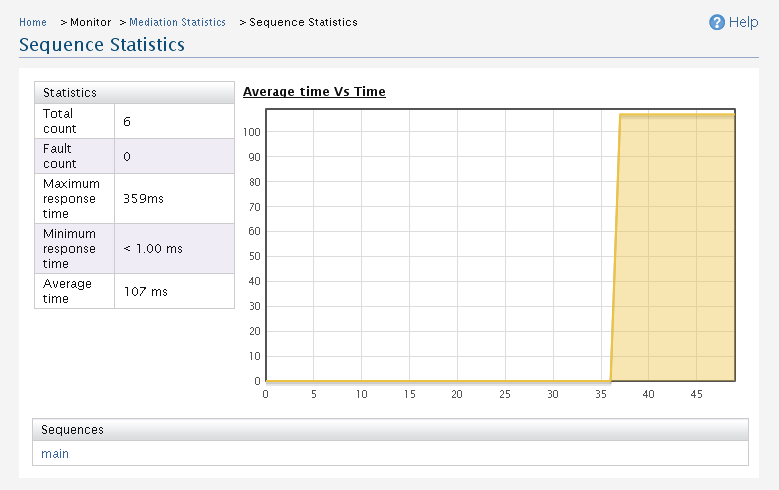 Home > Monitor > Mediation Statistics > Sequence Statistics
Help
Sequence Statistics
Statistics
Total
count
6
Fault
count
0
Maximum
response
time
359ms
Minimum
response
time
< 1.00 ms
Average
time
107 ms
Average time Vs Time
100
90
80
70
60
50
40
30
20
10
0
0 5 10 15 20 25 30 35 40 45
Sequences
main